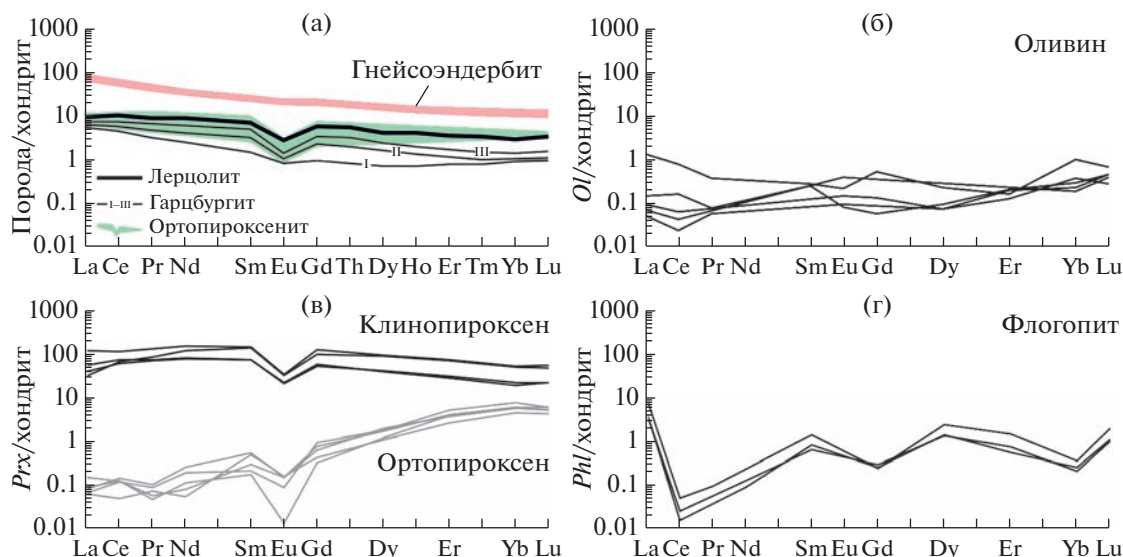 (а)
Порода/хондрит
1000
100
10
1
0.1
0.01
Гнейсоэндербит
I
II
III
Лерцолит
I–III Гарцбургит
Ортопироксенит
La Ce Pr Nd Sm Eu Gd Th Dy Ho Er Tm Yb Lu
(б)
Ol/хондрит
1000
100
10
1
0.1
0.01
Оливин
La Ce Pr Nd Sm Eu Gd Dy Er Yb Lu
(в)
Prx/хондрит
1000
100
10
1
0.1
0.01
Клинопироксен
Ортопироксен
La Ce Pr Nd Sm Eu Gd Dy Er Yb Lu
(г)
Phl/хондрит
1000
100
10
1
0.1
0.01
Флогопит
La Ce Pr Nd Sm Eu Gd Dy Er Yb Lu